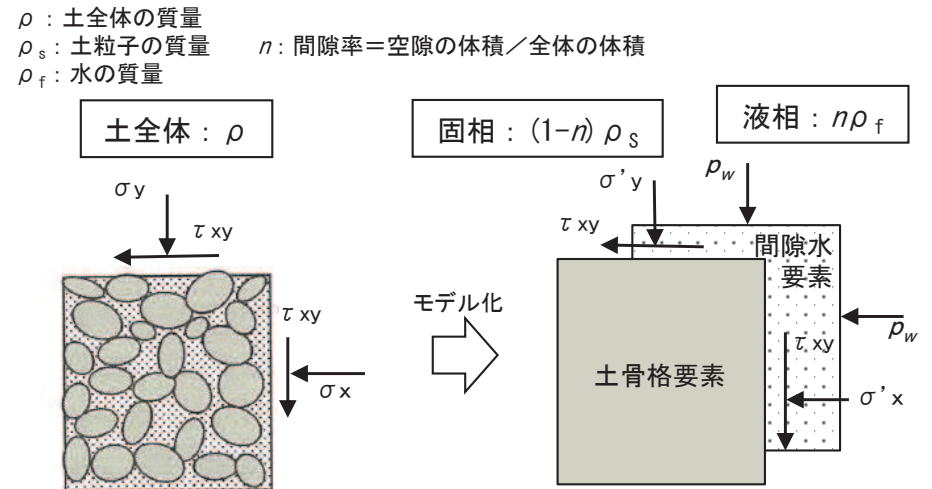 ρ：土全体の質量
ρs：土粒子の質量　　n：間隙率＝空隙の体積／全体の体積
ρf：水の質量
土全体：ρ
固相：(1-n)ρs
液相：nρf
σy
τxy
τxy
σx
モデル化
σ'y
pw
τxy
間隙水
要素
pw
τxy
土骨格要素
σ'x